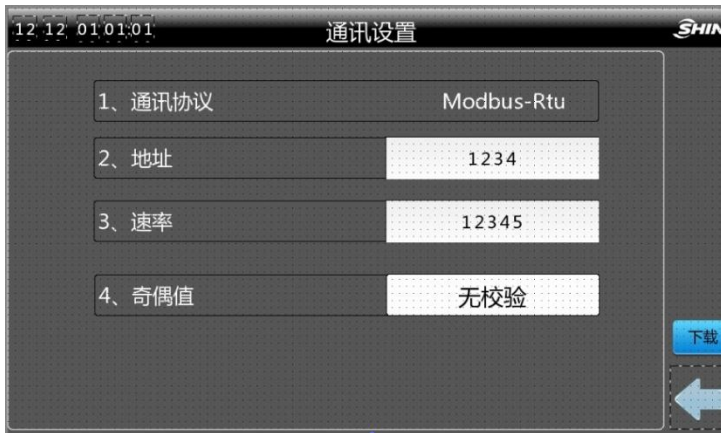 12 12 01:01:01 通讯设置 SHIN
1、通讯协议 Modbus-Rtu
2、地址 1234
3、速率 12345
4、奇偶值 无校验
下载